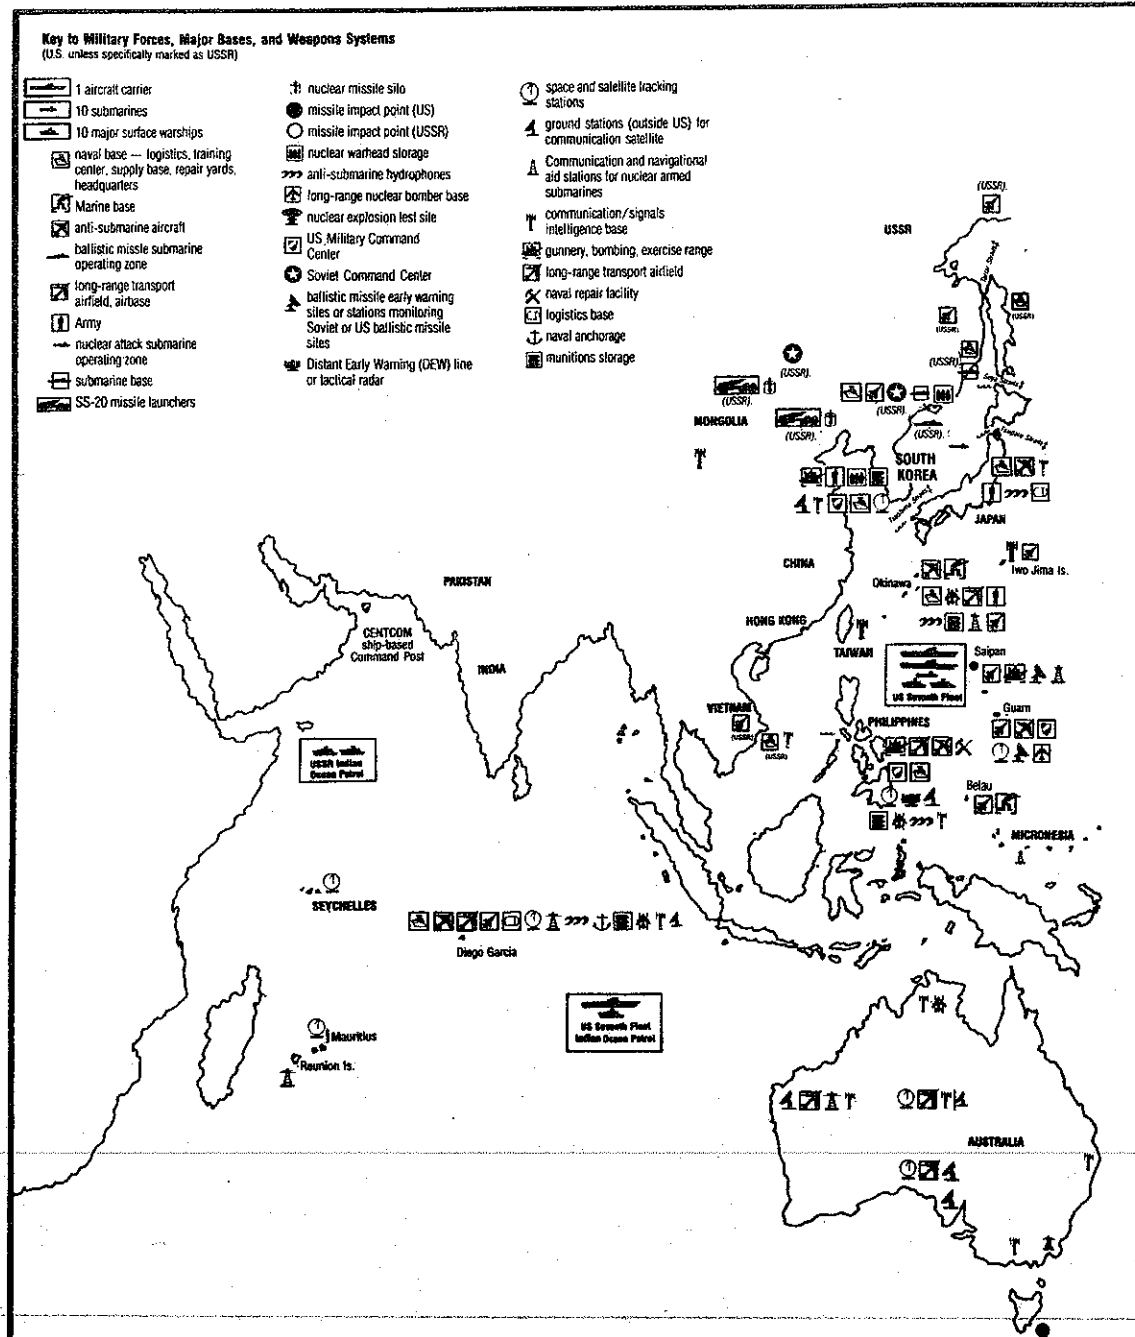 Key to Military Forces, Major Bases, and Weapons Systems
(U.S. unless specifically marked as USSR)
1 aircraft carrier
10 submarines
10 major surface warships
naval base — logistics, training
center, supply base, repair yards,
headquarters
Marine base
anti-submarine aircraft
ballistic missle submarine
operating zone
long-range transport
airfield, airbase
Army
nuclear attack submarine
operating zone
submarine base
SS-20 missile launchers
nuclear missile silo
missile impact point (US)
missile impact point (USSR)
nuclear warhead storage
anti-submarine hydrophones
long-range nuclear bomber base
nuclear explosion test site
US Military Command
Center
Soviet Command Center
ballistic missile early warning
sites or stations monitoring
Soviet or US ballistic missile
sites
Distant Early Warning (DEW) line
or tactical radar
space and satellite tracking
stations
ground stations (outside US) for
communication satellite
Communication and navigational
aid stations for nuclear armed
submarines
communication/signals
intelligence base
gunnery, bombing, exercise range
long-range transport airfield
naval repair facility
logistics base
naval anchorage
munitions storage
(USSR).
USSR
(USSR)
(USSR).
(USSR)
(USSR).
(USSR).
(USSR).
MONGOLIA
(USSR).
(USSR).
SOUTH
KOREA
JAPAN
CHINA
Iwo Jima Is.
Okinawa
PAKISTAN
HONG KONG
CENTCOM
ship-based
Command Post
INDIA
TAIWAN
US Seventh Fleet
Saipan
VIETNAM
(USSR)
(USSR)
PHILIPPINES
Guam
USSR Indian
Ocean Patrol
Belau
MICRONESIA
SEYCHELLES
Diego Garcia
US Seventh Fleet
Indian Ocean Patrol
Mauritius
Reunion Is.
AUSTRALIA